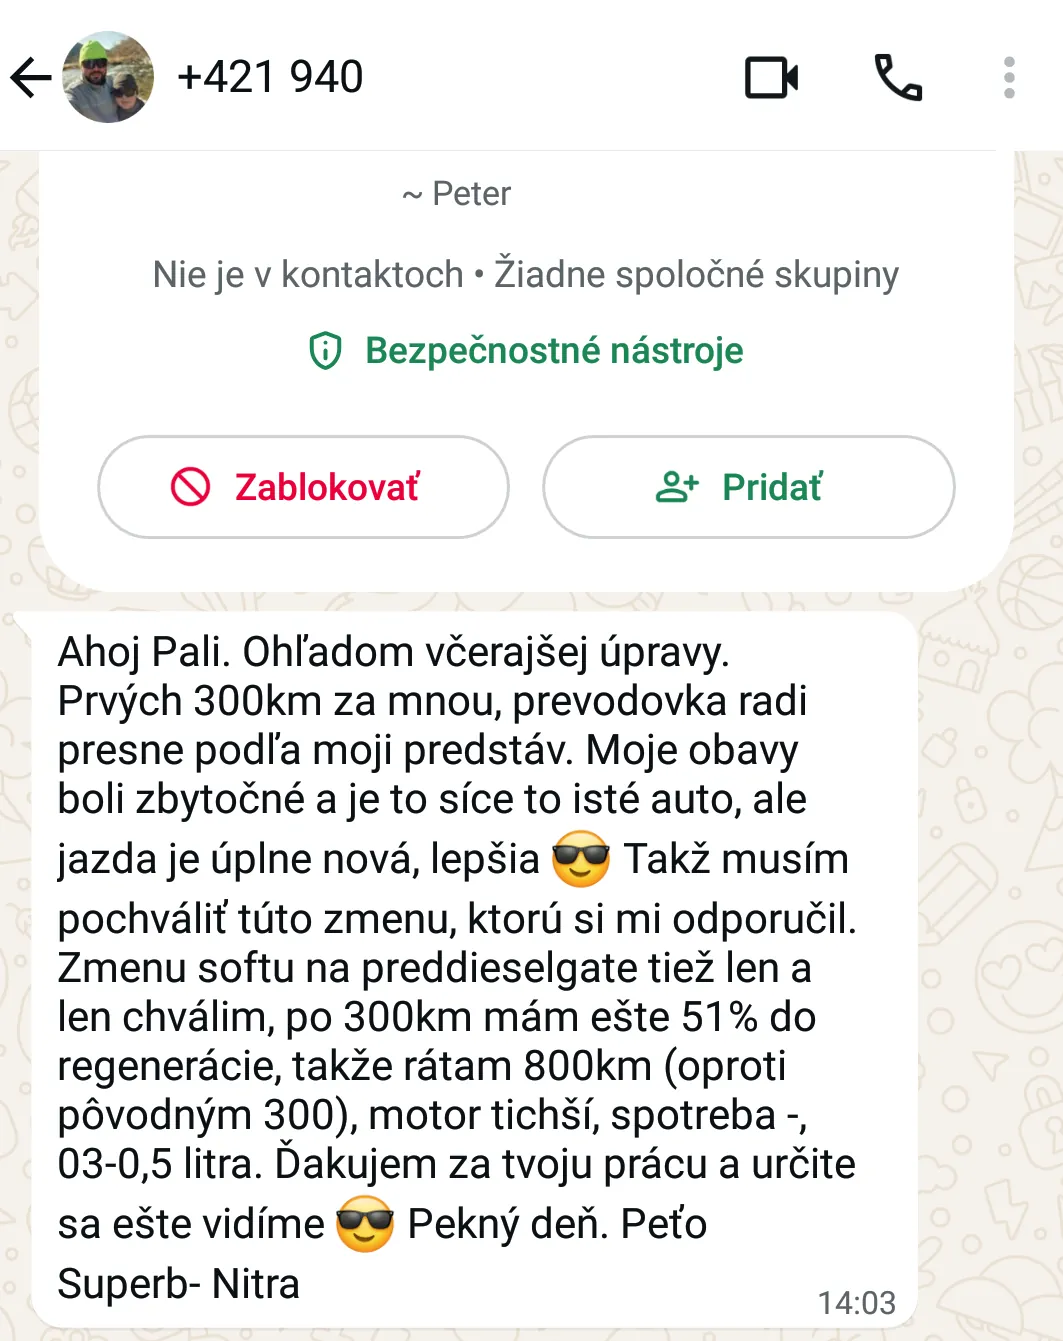 +421 940
~ Peter
Nie je v kontaktoch • Žiadne spoločné skupiny
Bezpečnostné nástroje
Zablokovať
Pridať
Ahoj Pali. Ohľadom včerajšej úpravy.
Prvých 300km za mnou, prevodovka radi
presne podľa moji predstáv. Moje obavy
boli zbytočné a je to síce to isté auto, ale
jazda je úplne nová, lepšia 😎 Takž musím
pochváliť túto zmenu, ktorú si mi odporučil.
Zmenu softu na preddieselgate tiež len a
len chválim, po 300km mám ešte 51% do
regenerácie, takže rátam 800km (oproti
pôvodným 300), motor tichší, spotreba -,
03-0,5 litra. Ďakujem za tvoju prácu a určite
sa ešte vidíme 😎 Pekný deň. Peťo
Superb- Nitra
14:03